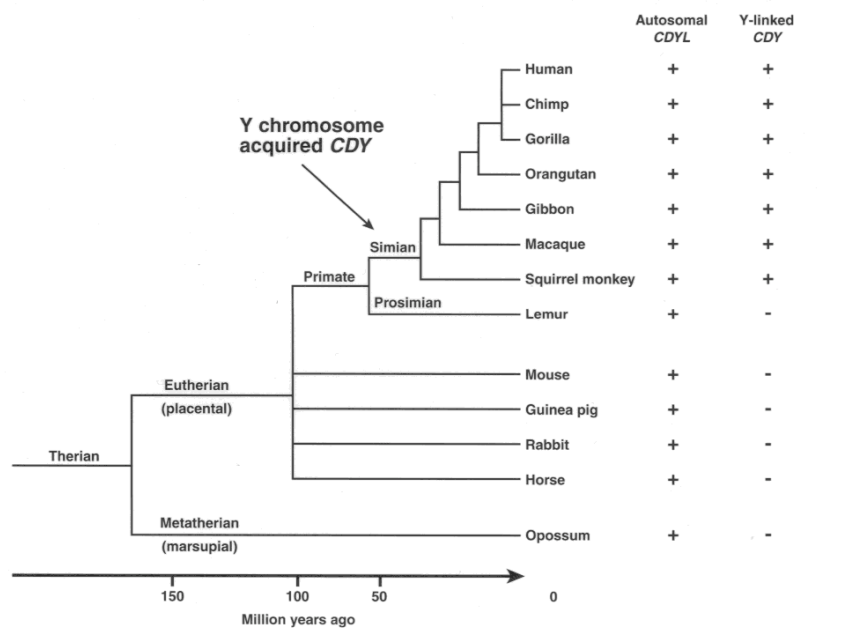 Autosomal Y-linked
CDYL CDY
Human + +
Chimp + +
Y chromosome
acquired CDY
Gorilla + +
Orangutan + +
Gibbon + +
Simian
Macaque + +
Primate
Squirrel monkey + +
Prosimian
Lemur + -
Mouse + -
Eutherian
(placental)
Guinea pig + -
Rabbit + -
Therian
Horse + -
Metatherian
(marsupial)
Opossum + -
150 100 50 0
Million years ago